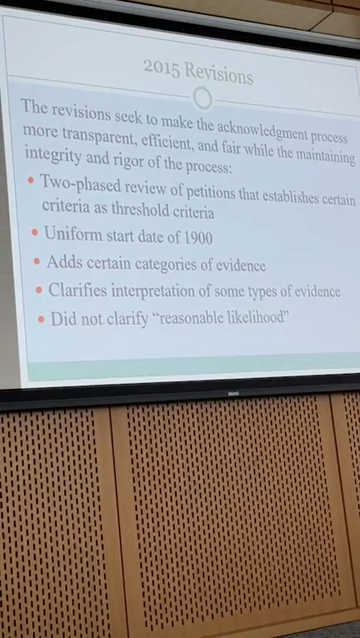 2015 Revisions
The revisions seek to make the acknowledgment process
more transparent, efficient, and fair while the maintaining
integrity and rigor of the process:
• Two-phased review of petitions that establishes certain
criteria as threshold criteria
• Uniform start date of 1900
• Adds certain categories of evidence
• Clarifies interpretation of some types of evidence
• Did not clarify “reasonable likelihood”